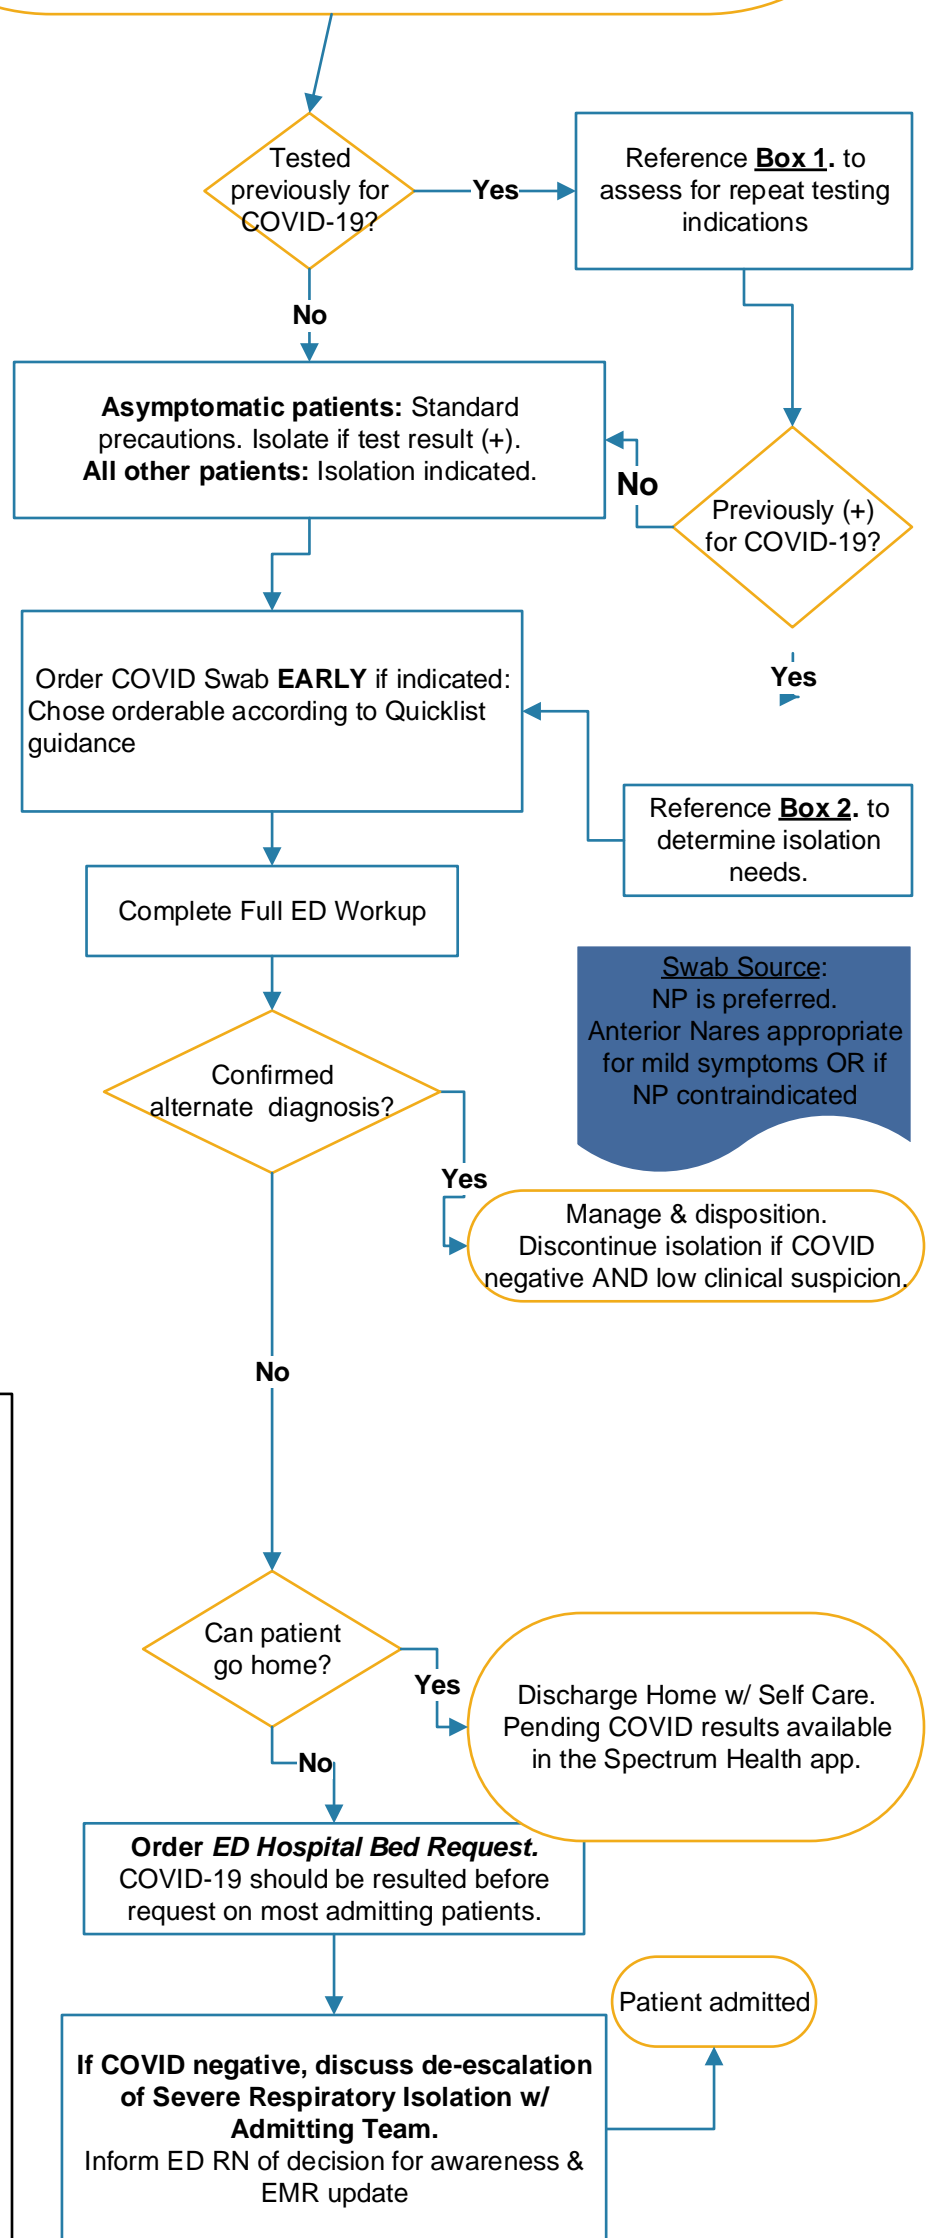 Tested
previously for
COVID-19?
Yes
Reference Box 1. to
assess for repeat testing
indications
No
Asymptomatic patients: Standard
precautions. Isolate if test result (+).
All other patients: Isolation indicated.
No
Previously (+)
for COVID-19?
Yes
Order COVID Swab EARLY if indicated:
Chose orderable according to Quicklist
guidance
Reference Box 2. to
determine isolation
needs.
Complete Full ED Workup
Swab Source:
NP is preferred.
Anterior Nares appropriate
for mild symptoms OR if
NP contraindicated
Confirmed
alternate diagnosis?
Yes
Manage & disposition.
Discontinue isolation if COVID
negative AND low clinical suspicion.
No
Can patient
go home?
Yes
Discharge Home w/ Self Care.
Pending COVID results available
in the Spectrum Health app.
No
Order ED Hospital Bed Request.
COVID-19 should be resulted before
request on most admitting patients.
Patient admitted
If COVID negative, discuss de-escalation
of Severe Respiratory Isolation w/
Admitting Team.
Inform ED RN of decision for awareness &
EMR update